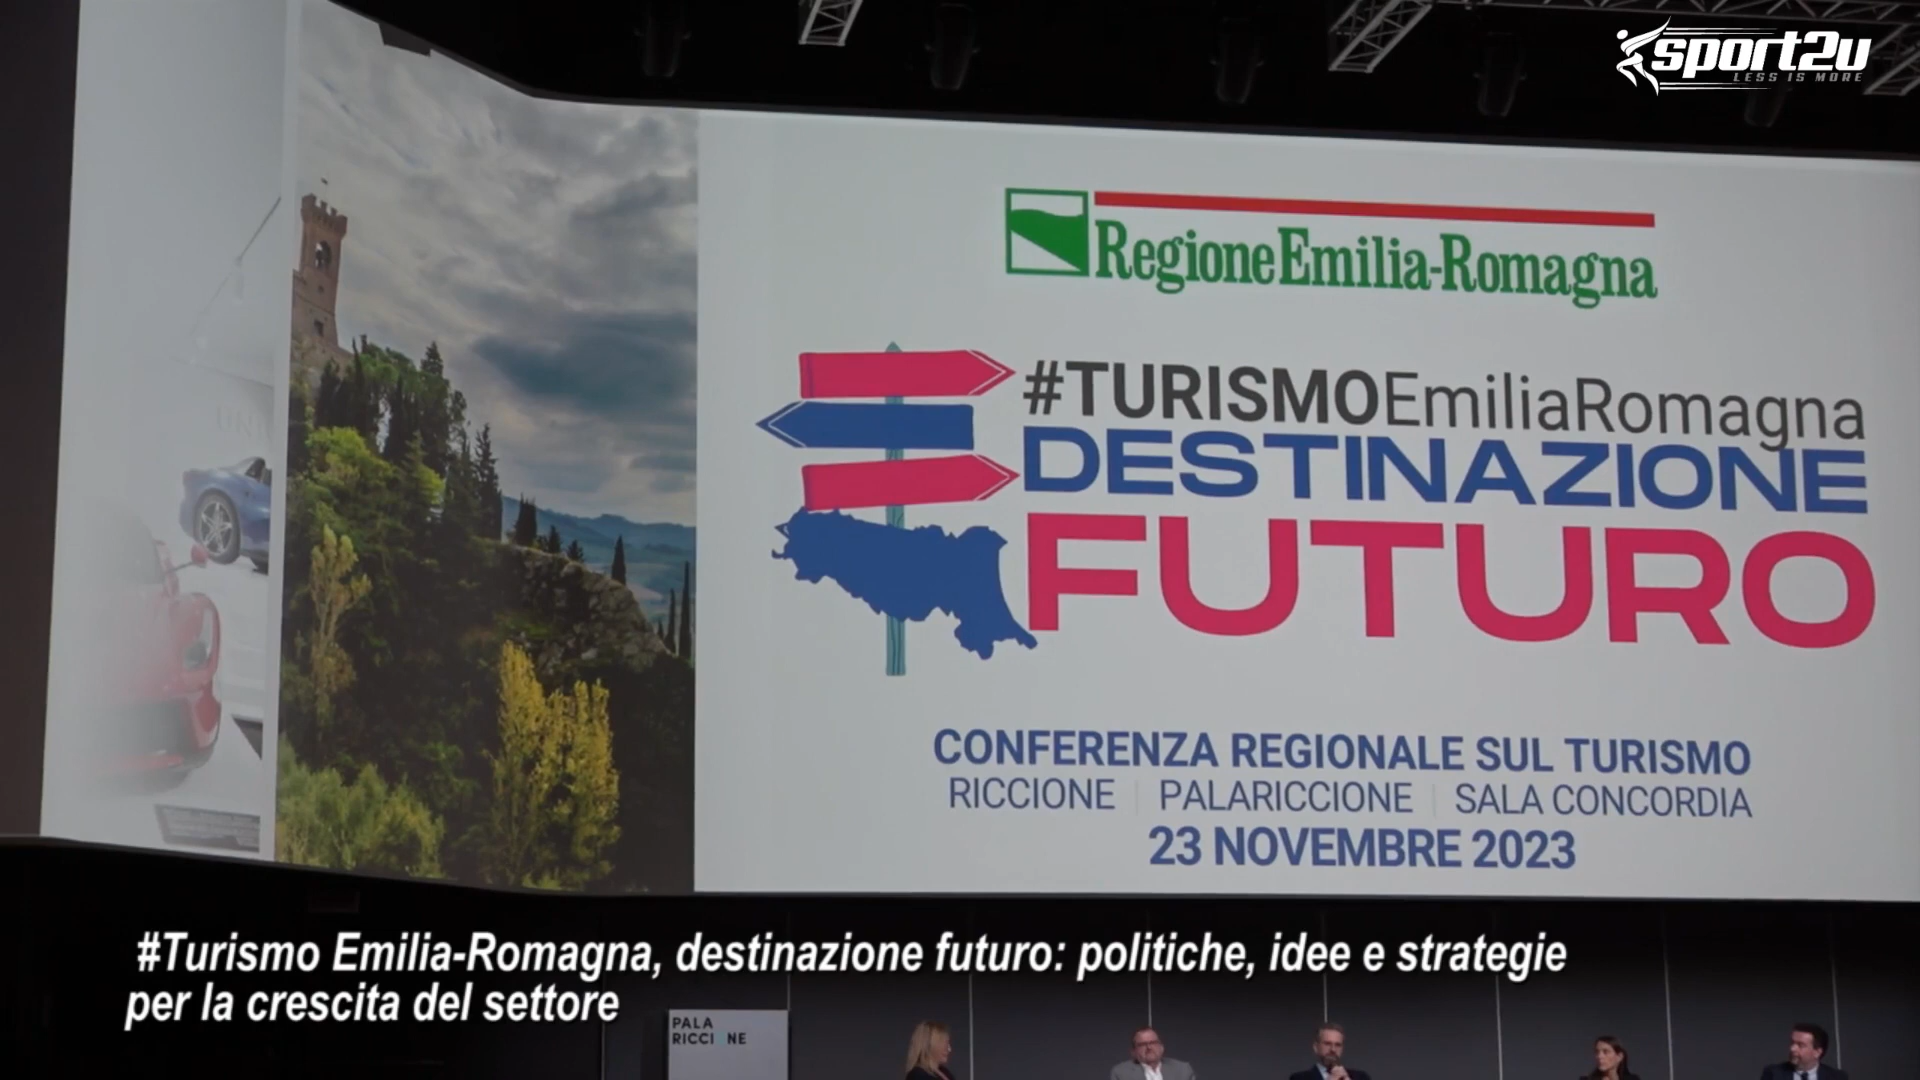 sport2u
LESS IS MORE
RegioneEmilia-Romagna
#TURISMOEmiliaRomagna
DESTINAZIONE
FUTURO
CONFERENZA REGIONALE SUL TURISMO
RICCIONE | PALARICCIONE | SALA CONCORDIA
23 NOVEMBRE 2023
#Turismo Emilia-Romagna, destinazione futuro: politiche, idee e strategie
per la crescita del settore
PALA
RICCI NE